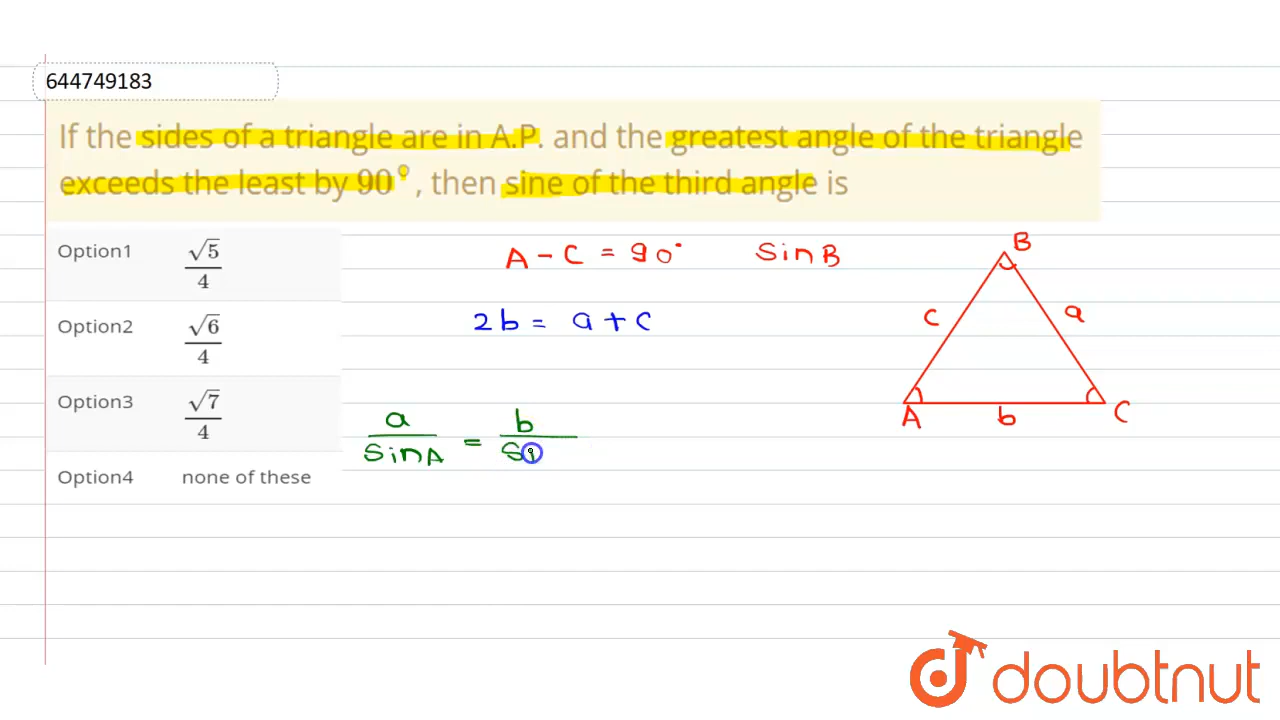 644749183
If the sides of a triangle are in A.P. and the greatest angle of the triangle
exceeds the least by 90°, then sine of the third angle is
Option1 √5/4
Option2 √6/4
Option3 √7/4
Option4 none of these
A - C = 90° sin B
2b = a + c
a/sin A = b/si
B
c a
A b C
doubtnut